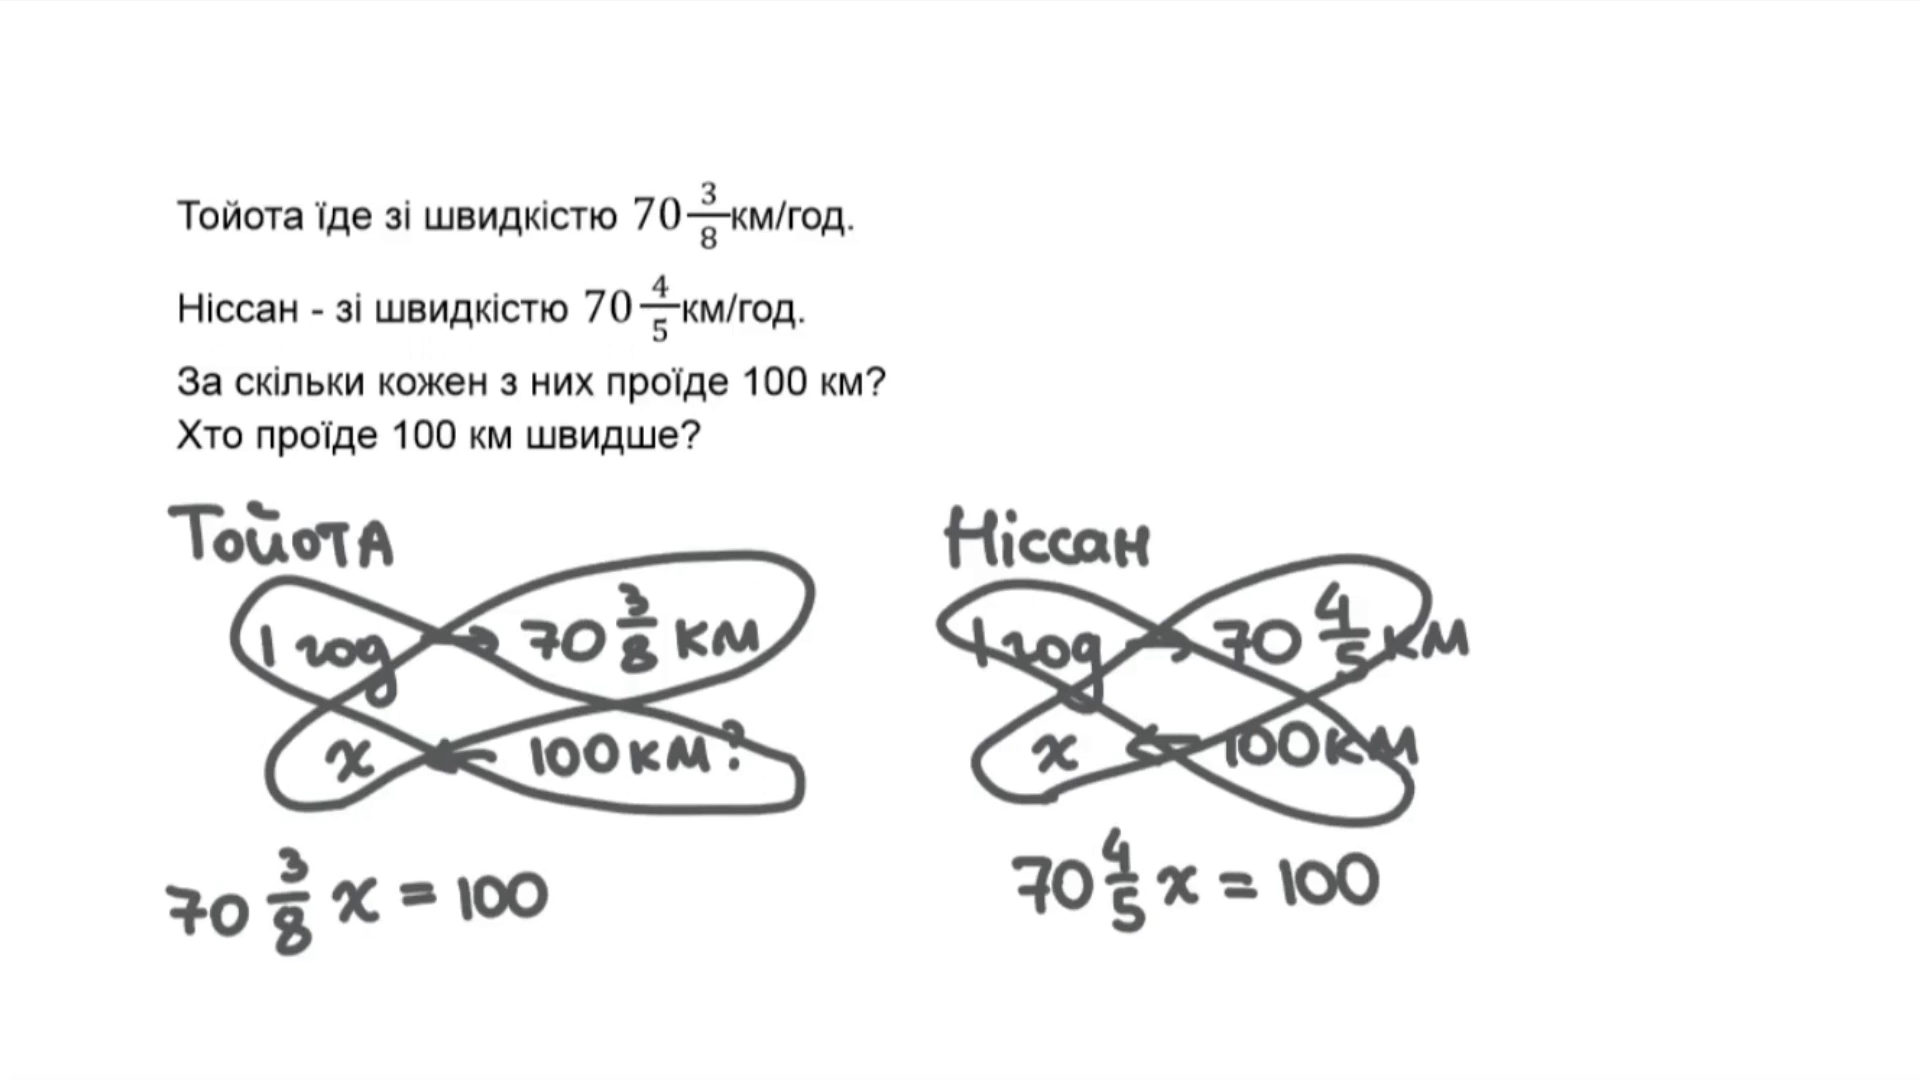 Тойота їде зі швидкістю 70 3/8 км/год.
Ніссан - зі швидкістю 70 4/5 км/год.
За скільки кожен з них проїде 100 км?
Хто проїде 100 км швидше?
Тойота
1 год → 70 3/8 км
x ← 100 км?
70 3/8 x = 100
Ніссан
1 год → 70 4/5 км
x ← 100 км
70 4/5 x = 100